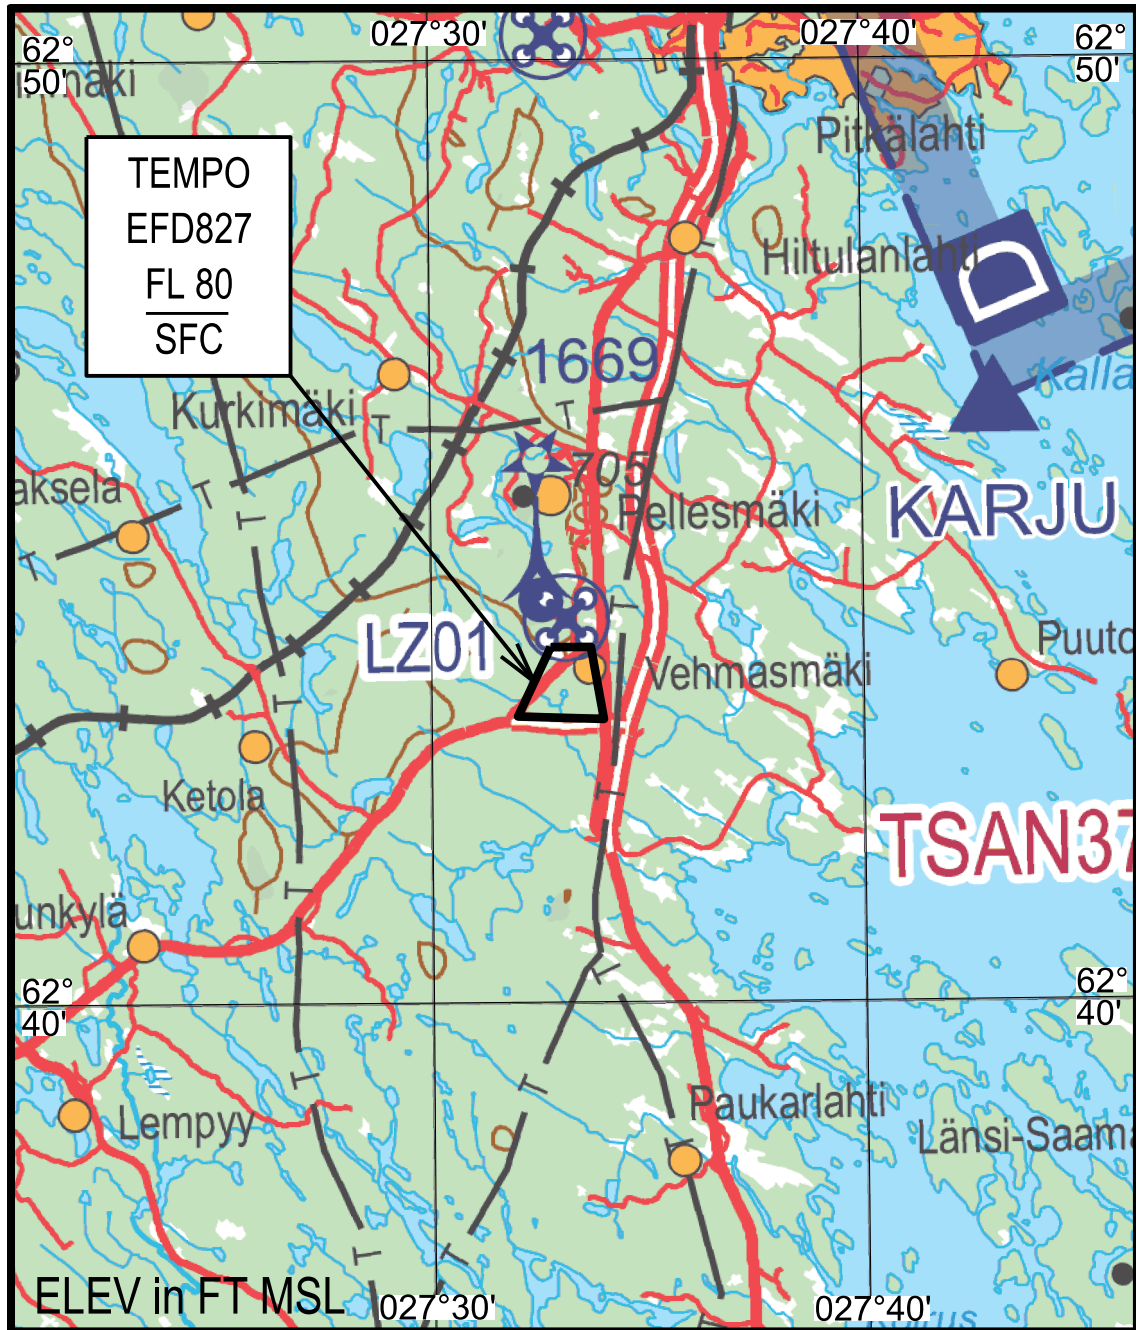 027°30'
027°40'
62°
50'
62°
50'
Pitkälahti
TEMPO
EFD827
FL 80
SFC
Hiltulanlahti
D
1669
Kalla
Kurkimäki
T
T
705
aksela
T
T
T
Pellesmäki
KARJU
T
LZ01
Vehmasmäki
Puuto
T
Ketola
T
TSAN37
T
unkylä
62°
40'
62°
40'
T
T
T
Lempyy
Paukarlahti
Länsi-Saama
T
T
T
ELEV in FT MSL
027°30'
027°40'
T